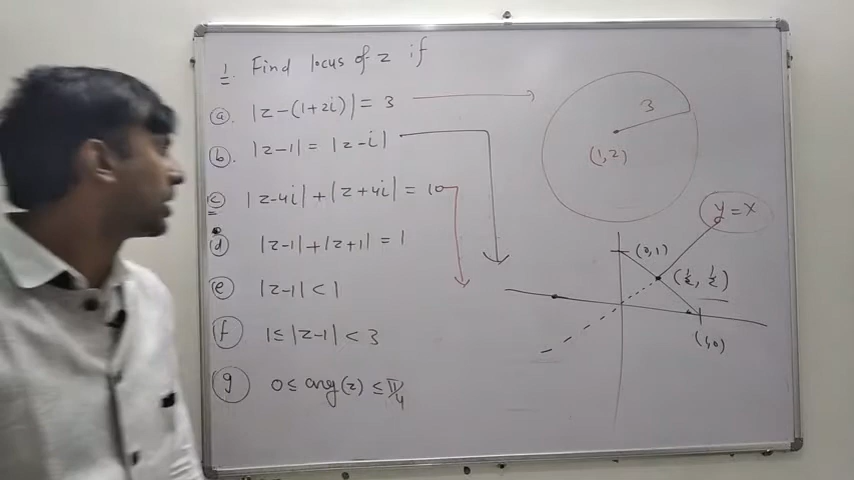 1. Find locus of z if
(a). |z-(1+2i)| = 3
(b). |z-1| = |z-i|
(c) |z-4i|+|z+4i| = 10
(d) |z-1|+|z+1| = 1
(e) |z-1| < 1
(f) 1 ≤ |z-1| < 3
(g) 0 ≤ arg(z) ≤ π/4
3
(1,2)
y = x
(0,1)
(1/2, 1/2)
(1,0)